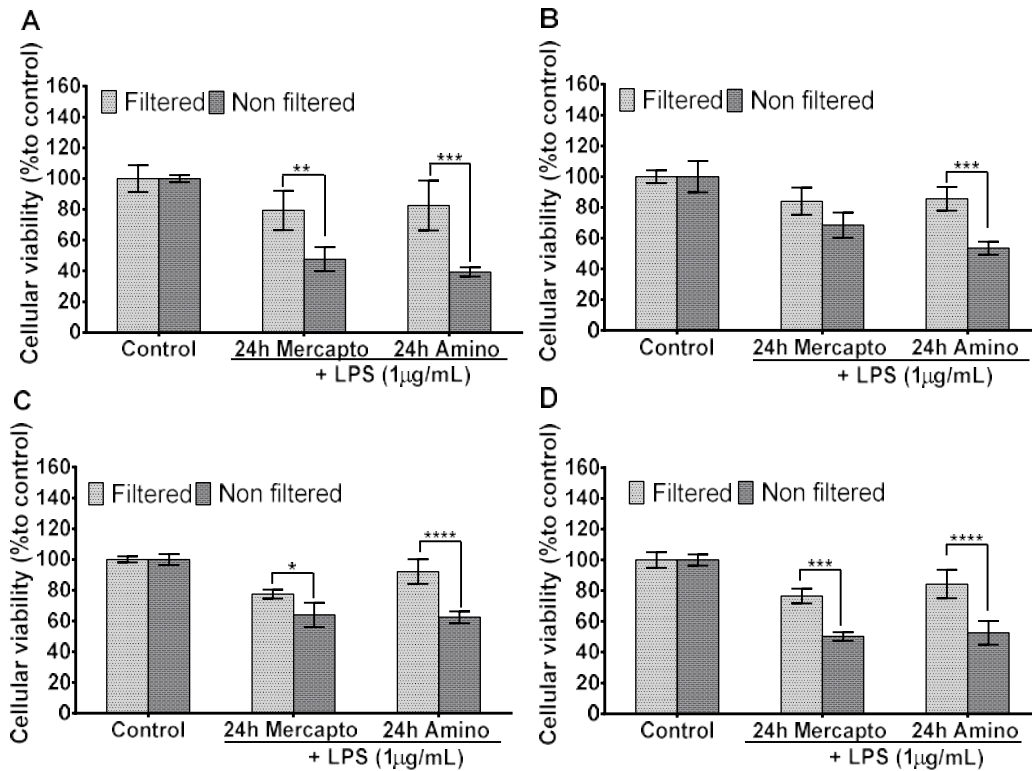 A
Cellular viability (%to control)
160
140
120
100
80
60
40
20
0
Filtered Non filtered
**
***
Control 24h Mercapto 24h Amino
+ LPS (1µg/mL)
B
Cellular viability (%to control)
160
140
120
100
80
60
40
20
0
Filtered Non filtered
***
Control 24h Mercapto 24h Amino
+ LPS (1µg/mL)
C
Cellular viability (%to control)
160
140
120
100
80
60
40
20
0
Filtered Non filtered
*
****
Control 24h Mercapto 24h Amino
+ LPS (1µg/mL)
D
Cellular viability (%to control)
160
140
120
100
80
60
40
20
0
Filtered Non filtered
***
****
Control 24h Mercapto 24h Amino
+ LPS (1µg/mL)